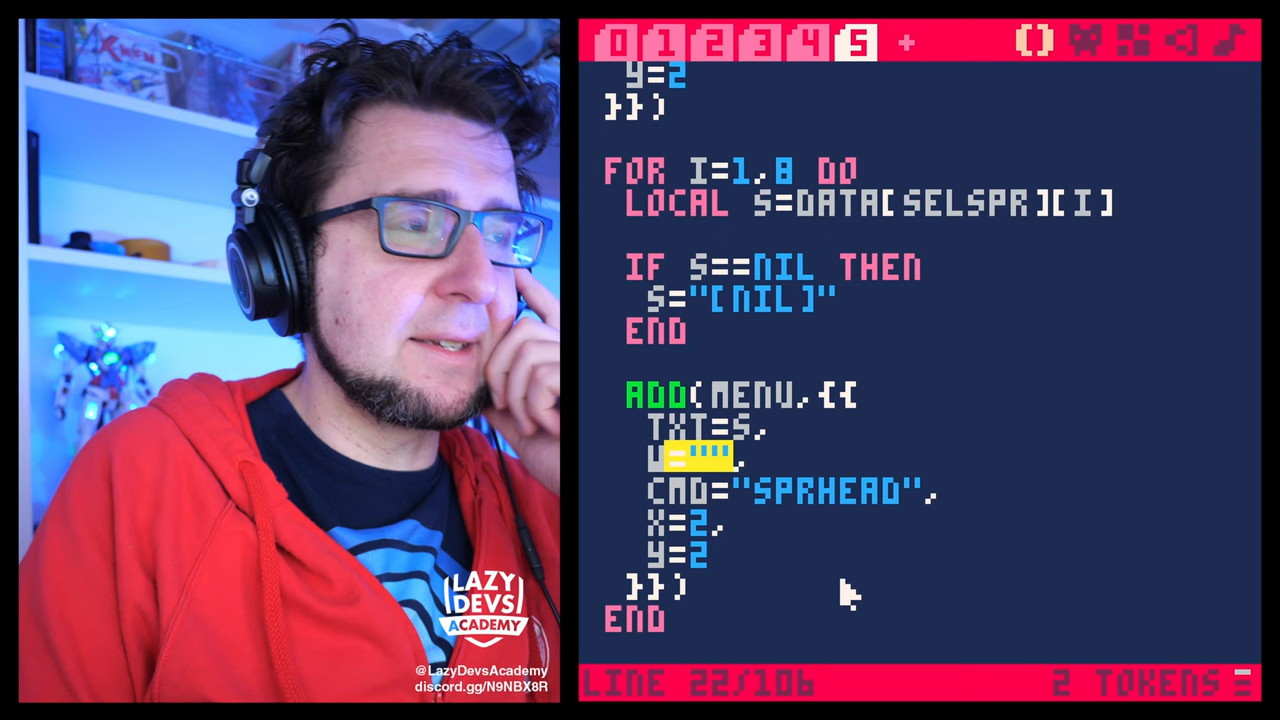 KWEN
LAZY
DEVS
ACADEMY
@LazyDevsAcademy
discord.gg/N9NBX8R
0 1 2 3 4 5 +
Y=2
}})
FOR I=1,8 DO
LOCAL S=DATA[SELSPR][I]
IF S==NIL THEN
S="[NIL]"
END
ADD(MENU,{{
TXT=S,
W="",
CMD="SPRHEAD",
X=2,
Y=2
}})
END
LINE 22/106
2 TOKENS